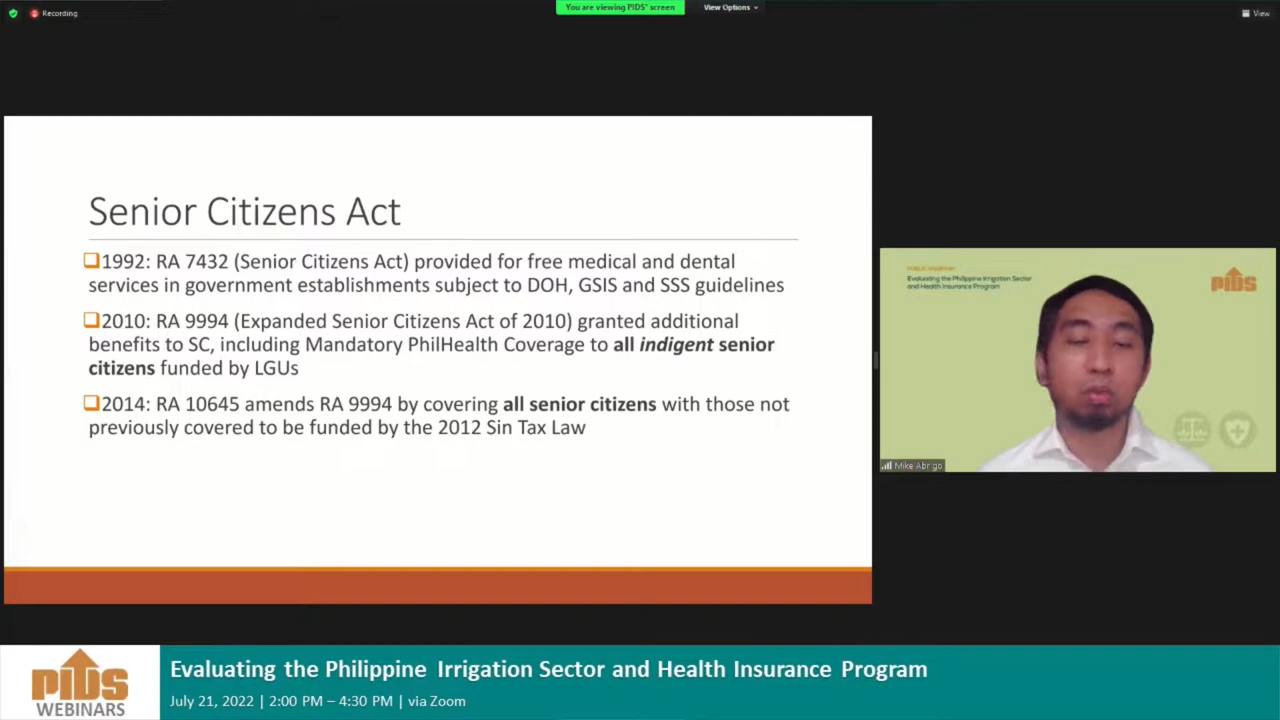 Recording
You are viewing PIDS' screen
View Options
View
Senior Citizens Act
1992: RA 7432 (Senior Citizens Act) provided for free medical and dental
services in government establishments subject to DOH, GSIS and SSS guidelines
2010: RA 9994 (Expanded Senior Citizens Act of 2010) granted additional
benefits to SC, including Mandatory PhilHealth Coverage to all indigent senior
citizens funded by LGUs
2014: RA 10645 amends RA 9994 by covering all senior citizens with those not
previously covered to be funded by the 2012 Sin Tax Law
Evaluating the Philippine Irrigation Sector
and Health Insurance Program
PIDS
Mike Abrigo
PIDS
WEBINARS
Evaluating the Philippine Irrigation Sector and Health Insurance Program
July 21, 2022 | 2:00 PM – 4:30 PM | via Zoom